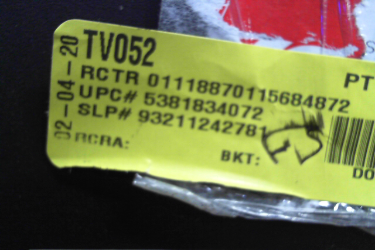 02-04-20
TV052
RCTR 01118870115684872
PT
UPC# 5381834072
SLP# 93211242781
RCRA:
BKT:
DO